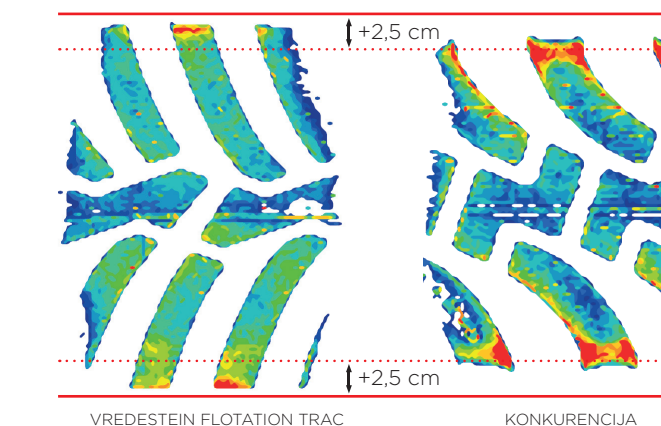 +2,5 cm
+2,5 cm
VREDESTEIN FLOTATION TRAC
KONKURENCIJA